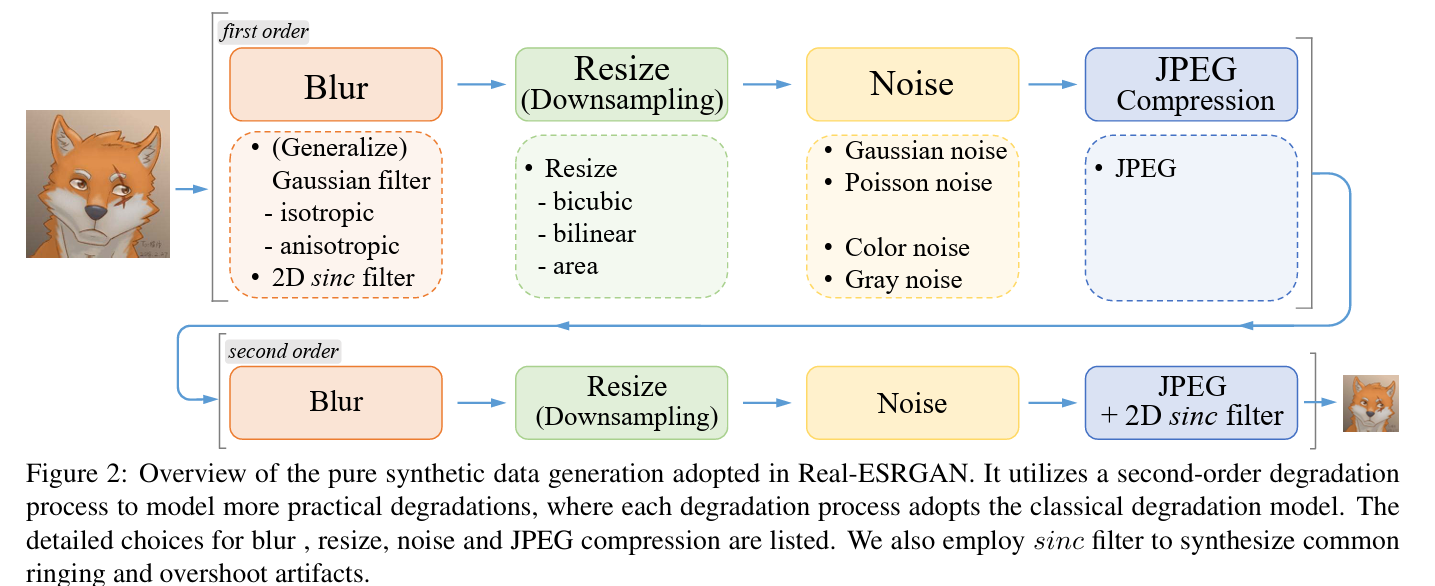 first order
Blur
Resize
(Downsampling)
Noise
JPEG
Compression
• (Generalize)
Gaussian filter
- isotropic
- anisotropic
• 2D sinc filter
• Resize
- bicubic
- bilinear
- area
• Gaussian noise
• Poisson noise
• Color noise
• Gray noise
• JPEG
second order
Blur
Resize
(Downsampling)
Noise
JPEG
+ 2D sinc filter
Figure 2: Overview of the pure synthetic data generation adopted in Real-ESRGAN. It utilizes a second-order degradation
process to model more practical degradations, where each degradation process adopts the classical degradation model. The
detailed choices for blur , resize, noise and JPEG compression are listed. We also employ sinc filter to synthesize common
ringing and overshoot artifacts.